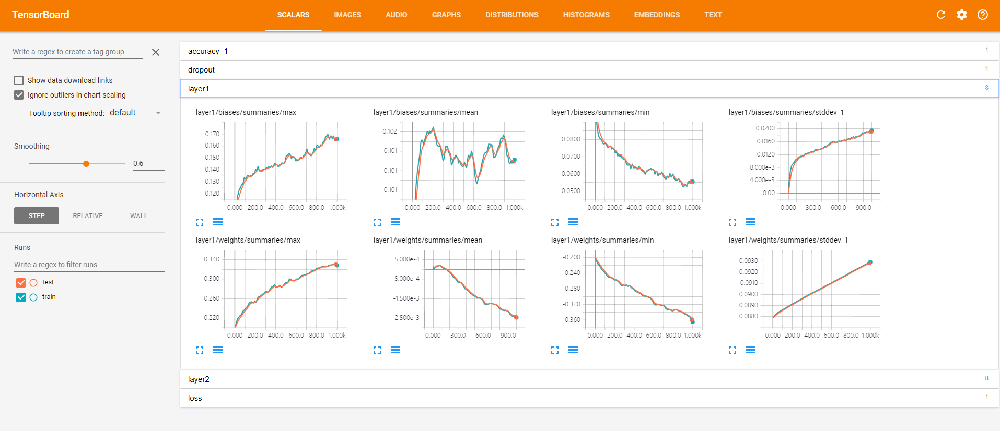 TensorBoard
SCALARS IMAGES AUDIO GRAPHS DISTRIBUTIONS HISTOGRAMS EMBEDDINGS TEXT
Write a regex to create a tag group
Show data download links
Ignore outliers in chart scaling
Tooltip sorting method: default
Smoothing
0.6
Horizontal Axis
STEP RELATIVE WALL
Runs
Write a regex to filter runs
test
train
accuracy_1 1
dropout 1
layer1 8
layer1/biases/summaries/max
0.170
0.160
0.150
0.140
0.130
0.120
0.000 200.0 400.0 600.0 800.0 1.000k
layer1/biases/summaries/mean
0.102
0.101
0.101
0.101
0.000 200.0 400.0 600.0 800.0 1.000k
layer1/biases/summaries/min
0.0800
0.0700
0.0600
0.0500
0.000 200.0 400.0 600.0 800.0 1.000k
layer1/biases/summaries/stddev_1
0.0200
0.0160
0.0120
8.000e-3
4.000e-3
0.00
0.000 300.0 600.0 900.0
layer1/weights/summaries/max
0.340
0.300
0.260
0.220
0.000 200.0 400.0 600.0 800.0 1.000k
layer1/weights/summaries/mean
5.000e-4
-5.000e-4
-1.500e-3
-2.500e-3
0.000 300.0 600.0 900.0
layer1/weights/summaries/min
-0.200
-0.240
-0.280
-0.320
-0.360
0.000 200.0 400.0 600.0 800.0 1.000k
layer1/weights/summaries/stddev_1
0.0930
0.0920
0.0910
0.0900
0.0890
0.0880
0.000 200.0 400.0 600.0 800.0 1.000k
layer2 8
loss 1